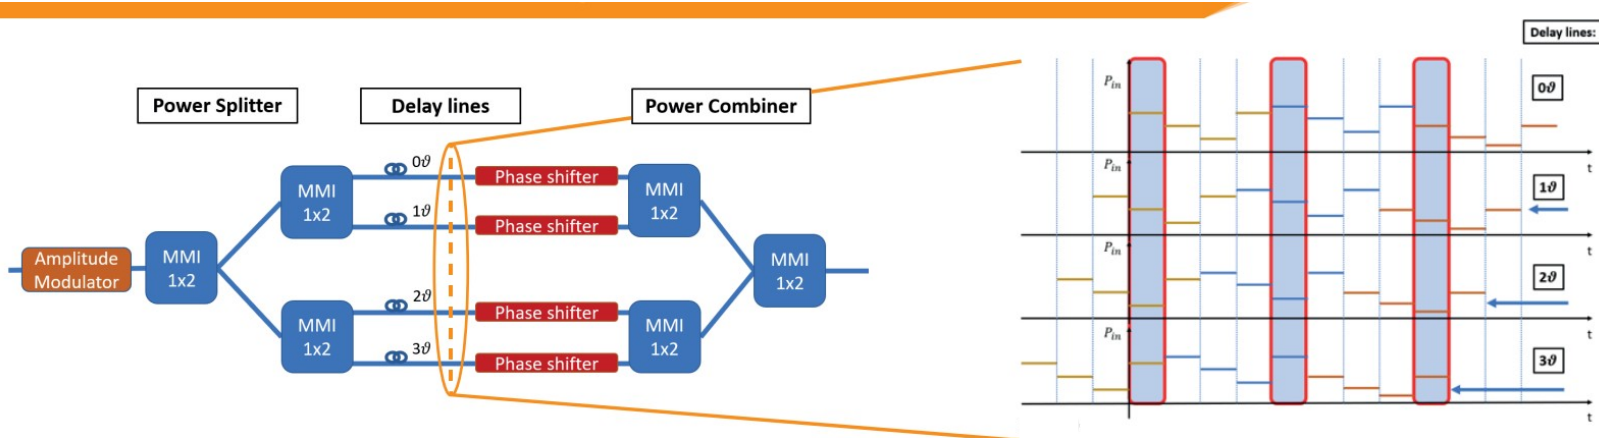 Power Splitter
Delay lines
Power Combiner
0ϑ
1ϑ
2ϑ
3ϑ
Amplitude
Modulator
MMI
1x2
MMI
1x2
MMI
1x2
Phase shifter
Phase shifter
Phase shifter
Phase shifter
MMI
1x2
MMI
1x2
MMI
1x2
Delay lines:
P_in
0ϑ
t
P_in
1ϑ
t
P_in
2ϑ
t
P_in
3ϑ
t